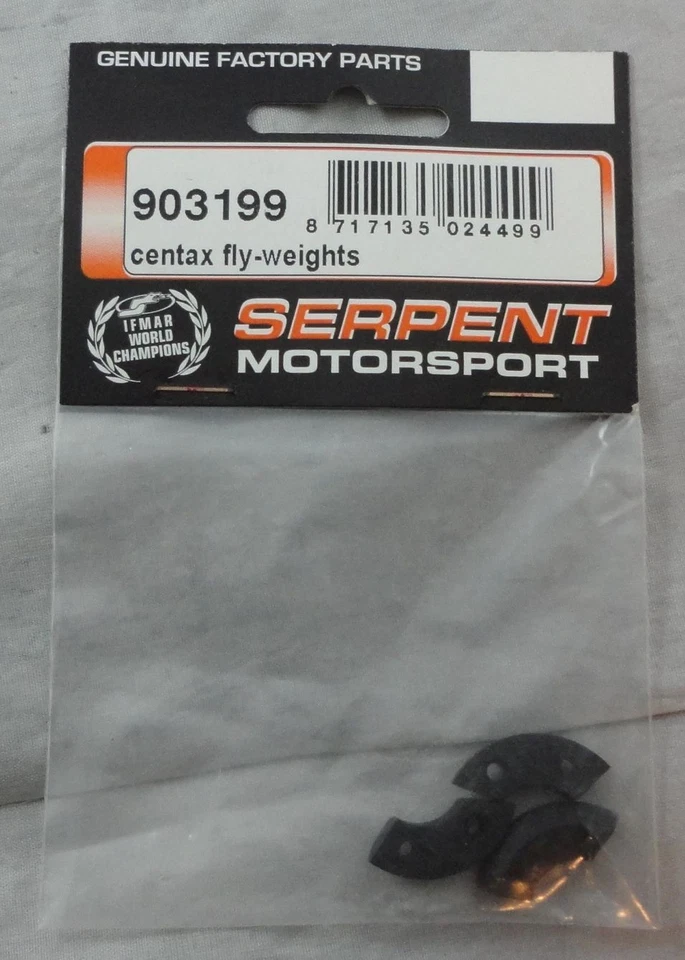 GENUINE FACTORY PARTS
903199
8 717135 024499
centax fly-weights
IFMAR
WORLD
CHAMPIONS
SERPENT
MOTORSPORT